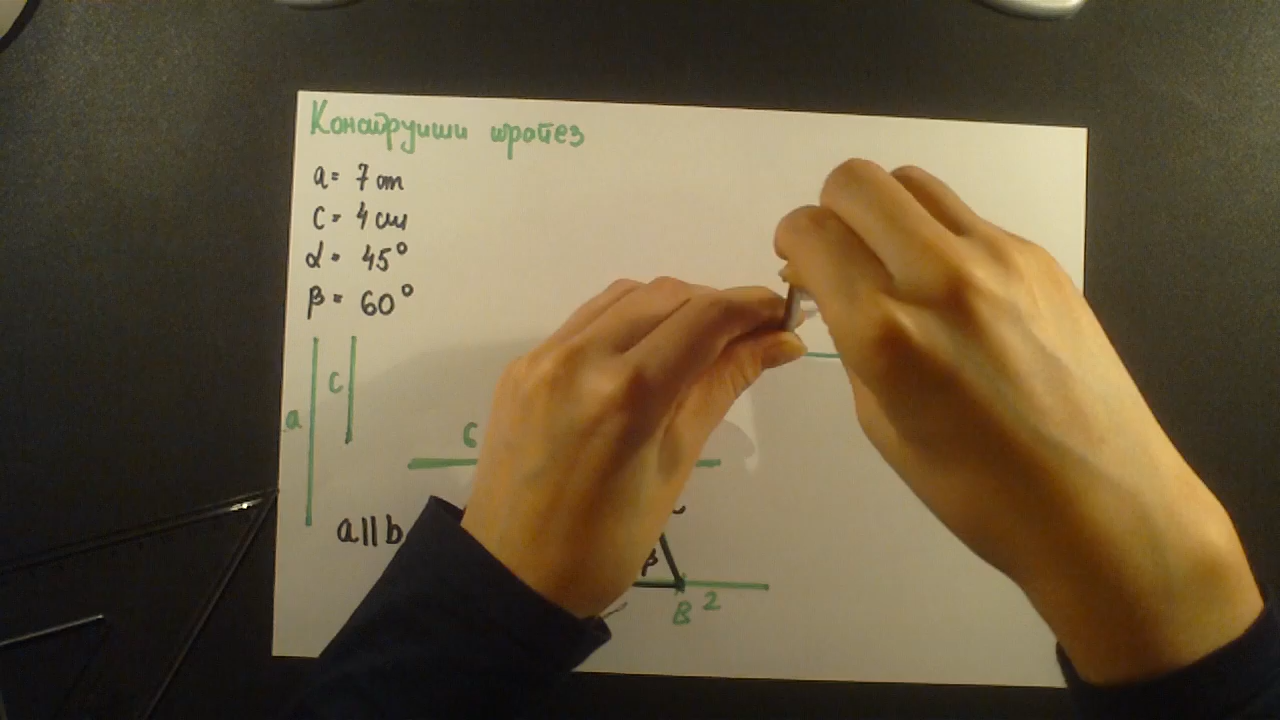 Конструиши трапез
a = 7 cm
c = 4 cm
α = 45°
β = 60°
c
a
a||b
β
B 2